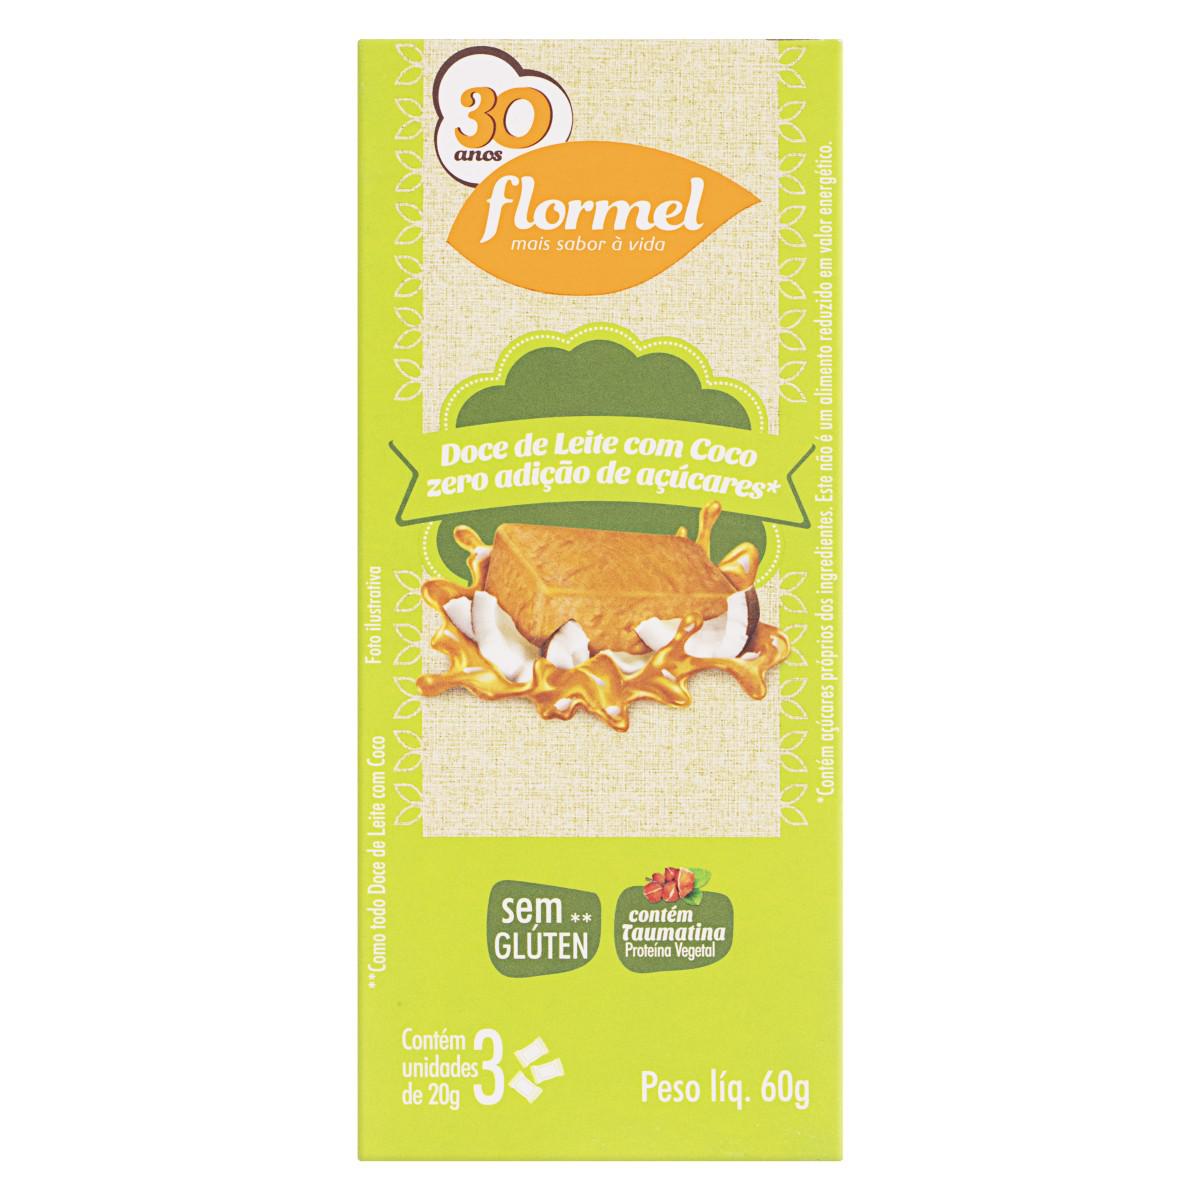 30
anos
flormel
mais sabor à vida
Doce de Leite com Coco
zero adição de açúcares*
*Contém açúcares próprios dos ingredientes. Este não é um alimento reduzido em valor energético.
Foto ilustrativa
**Como todo Doce de Leite com Coco
sem **
GLÚTEN
contém
Taumatina
Proteína Vegetal
Contém
unidades
de 20g
3
Peso líq. 60g